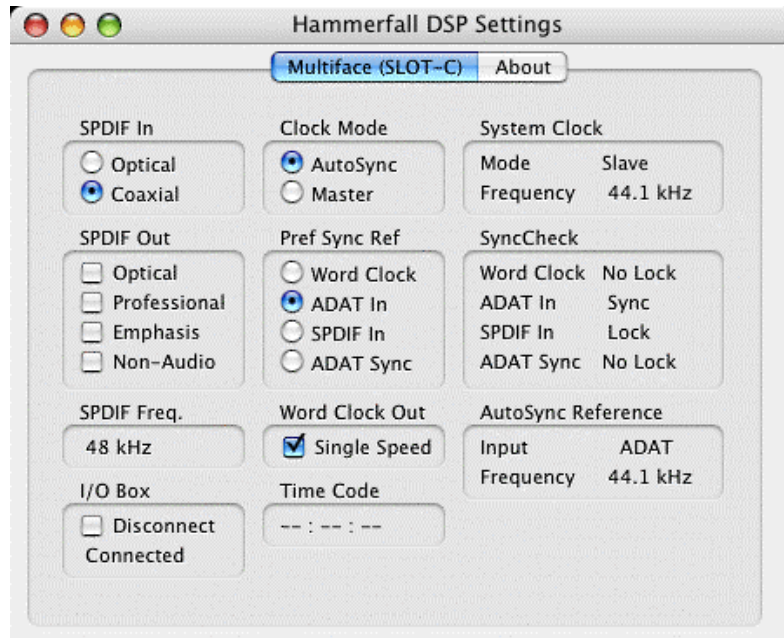 Hammerfall DSP Settings
Multiface (SLOT-C) About
SPDIF In
Optical
Coaxial
Clock Mode
AutoSync
Master
System Clock
Mode Slave
Frequency 44.1 kHz
SPDIF Out
Optical
Professional
Emphasis
Non-Audio
Pref Sync Ref
Word Clock
ADAT In
SPDIF In
ADAT Sync
SyncCheck
Word Clock No Lock
ADAT In Sync
SPDIF In Lock
ADAT Sync No Lock
SPDIF Freq.
48 kHz
Word Clock Out
Single Speed
AutoSync Reference
Input ADAT
Frequency 44.1 kHz
I/O Box
Disconnect
Connected
Time Code
-- : -- : --